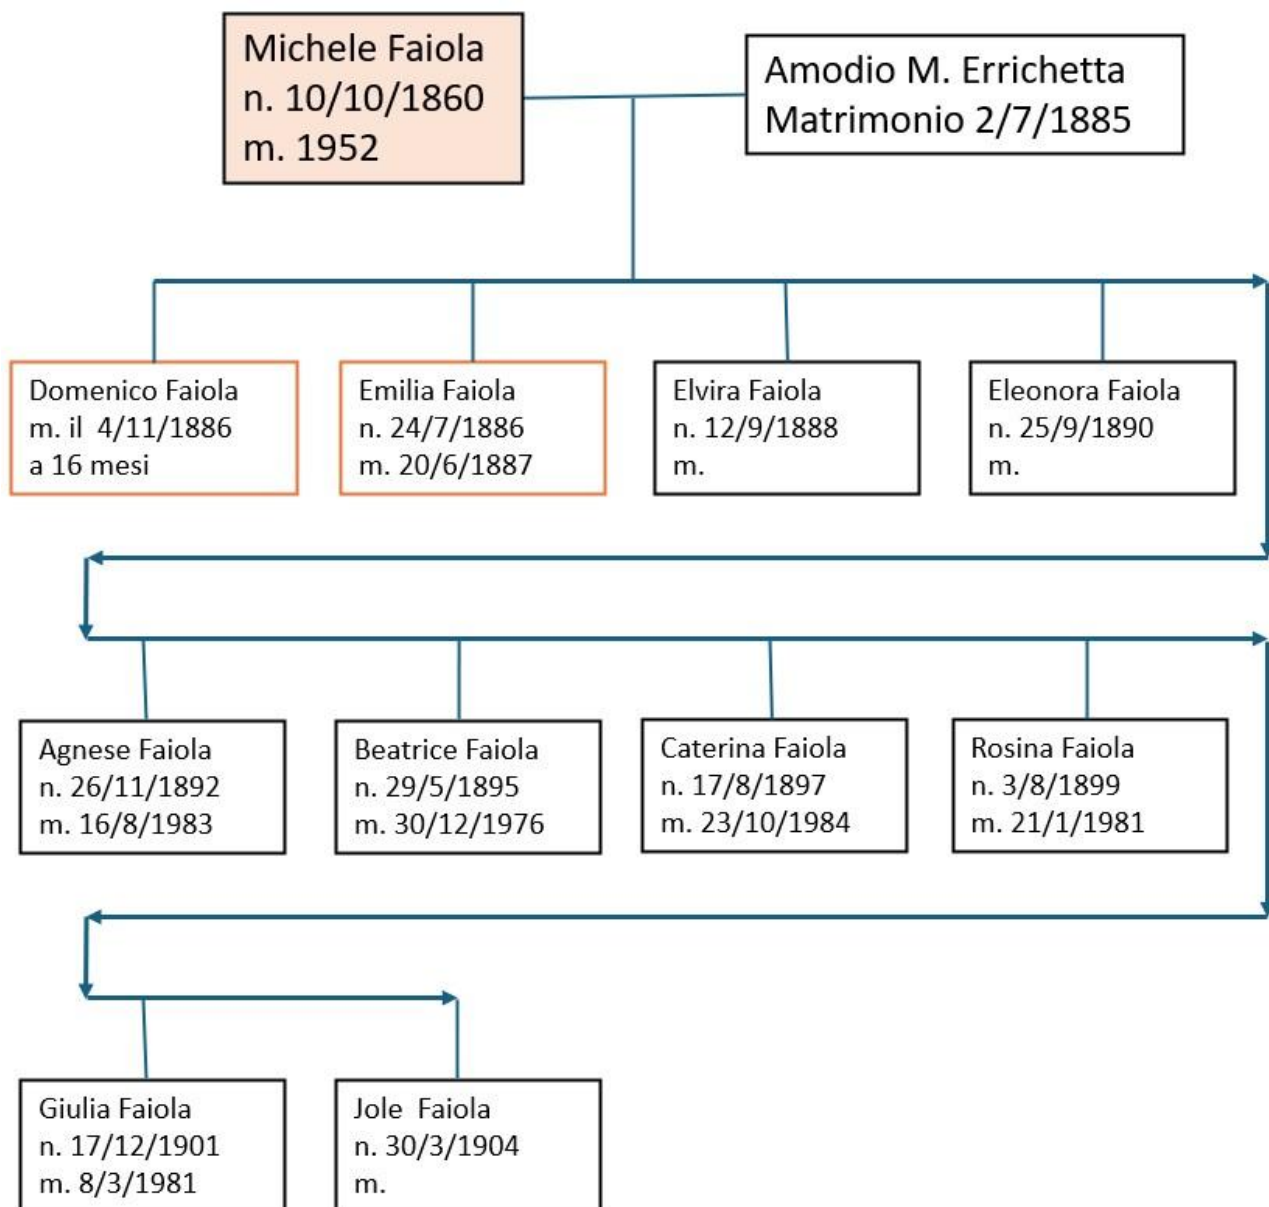 Michele Faiola
n. 10/10/1860
m. 1952
Amodio M. Errichetta
Matrimonio 2/7/1885
Domenico Faiola
m. il 4/11/1886
a 16 mesi
Emilia Faiola
n. 24/7/1886
m. 20/6/1887
Elvira Faiola
n. 12/9/1888
m.
Eleonora Faiola
n. 25/9/1890
m.
Agnese Faiola
n. 26/11/1892
m. 16/8/1983
Beatrice Faiola
n. 29/5/1895
m. 30/12/1976
Caterina Faiola
n. 17/8/1897
m. 23/10/1984
Rosina Faiola
n. 3/8/1899
m. 21/1/1981
Giulia Faiola
n. 17/12/1901
m. 8/3/1981
Jole Faiola
n. 30/3/1904
m.